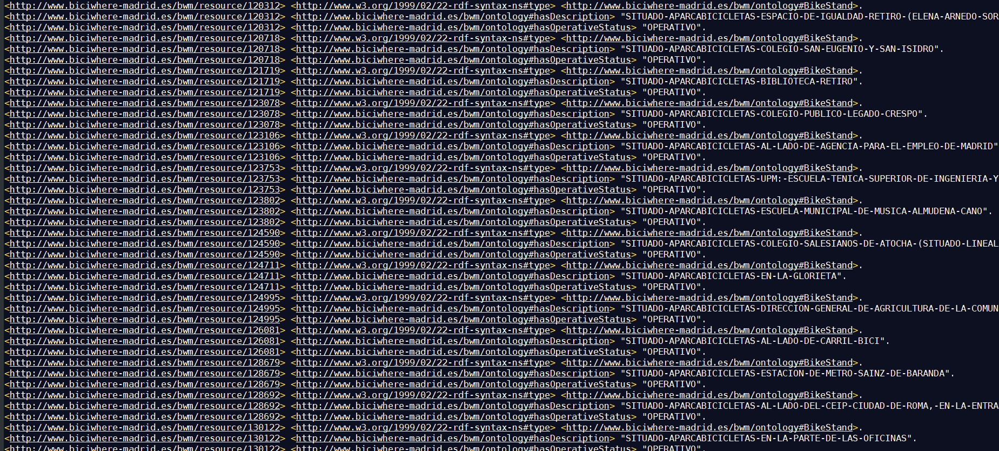 <http://www.biciwhere-madrid.es/bwm/resource/120312> <http://www.w3.org/1999/02/22-rdf-syntax-ns#type> <http://www.biciwhere-madrid.es/bwm/ontology#BikeStand>.
<http://www.biciwhere-madrid.es/bwm/resource/120312> <http://www.biciwhere-madrid.es/bwm/ontology#hasDescription> "SITUADO-APARCABICICLETAS-ESPACIO-DE-IGUALDAD-RETIRO-(ELENA-ARNEDO-SOR
<http://www.biciwhere-madrid.es/bwm/resource/120312> <http://www.biciwhere-madrid.es/bwm/ontology#hasOperativeStatus> "OPERATIVO".
<http://www.biciwhere-madrid.es/bwm/resource/120718> <http://www.w3.org/1999/02/22-rdf-syntax-ns#type> <http://www.biciwhere-madrid.es/bwm/ontology#BikeStand>.
<http://www.biciwhere-madrid.es/bwm/resource/120718> <http://www.biciwhere-madrid.es/bwm/ontology#hasDescription> "SITUADO-APARCABICICLETAS-COLEGIO-SAN-EUGENIO-Y-SAN-ISIDRO".
<http://www.biciwhere-madrid.es/bwm/resource/120718> <http://www.biciwhere-madrid.es/bwm/ontology#hasOperativeStatus> "OPERATIVO".
<http://www.biciwhere-madrid.es/bwm/resource/121719> <http://www.w3.org/1999/02/22-rdf-syntax-ns#type> <http://www.biciwhere-madrid.es/bwm/ontology#BikeStand>.
<http://www.biciwhere-madrid.es/bwm/resource/121719> <http://www.biciwhere-madrid.es/bwm/ontology#hasDescription> "SITUADO-APARCABICICLETAS-BIBLIOTECA-RETIRO".
<http://www.biciwhere-madrid.es/bwm/resource/121719> <http://www.biciwhere-madrid.es/bwm/ontology#hasOperativeStatus> "OPERATIVO".
<http://www.biciwhere-madrid.es/bwm/resource/123078> <http://www.w3.org/1999/02/22-rdf-syntax-ns#type> <http://www.biciwhere-madrid.es/bwm/ontology#BikeStand>.
<http://www.biciwhere-madrid.es/bwm/resource/123078> <http://www.biciwhere-madrid.es/bwm/ontology#hasDescription> "SITUADO-APARCABICICLETAS-COLEGIO-PUBLICO-LEGADO-CRESPO".
<http://www.biciwhere-madrid.es/bwm/resource/123078> <http://www.biciwhere-madrid.es/bwm/ontology#hasOperativeStatus> "OPERATIVO".
<http://www.biciwhere-madrid.es/bwm/resource/123106> <http://www.w3.org/1999/02/22-rdf-syntax-ns#type> <http://www.biciwhere-madrid.es/bwm/ontology#BikeStand>.
<http://www.biciwhere-madrid.es/bwm/resource/123106> <http://www.biciwhere-madrid.es/bwm/ontology#hasDescription> "SITUADO-APARCABICICLETAS-AL-LADO-DE-AGENCIA-PARA-EL-EMPLEO-DE-MADRID"
<http://www.biciwhere-madrid.es/bwm/resource/123106> <http://www.biciwhere-madrid.es/bwm/ontology#hasOperativeStatus> "OPERATIVO".
<http://www.biciwhere-madrid.es/bwm/resource/123753> <http://www.w3.org/1999/02/22-rdf-syntax-ns#type> <http://www.biciwhere-madrid.es/bwm/ontology#BikeStand>.
<http://www.biciwhere-madrid.es/bwm/resource/123753> <http://www.biciwhere-madrid.es/bwm/ontology#hasDescription> "SITUADO-APARCABICICLETAS-UPM:-ESCUELA-TENICA-SUPERIOR-DE-INGENIERIA-Y
<http://www.biciwhere-madrid.es/bwm/resource/123753> <http://www.biciwhere-madrid.es/bwm/ontology#hasOperativeStatus> "OPERATIVO".
<http://www.biciwhere-madrid.es/bwm/resource/123802> <http://www.w3.org/1999/02/22-rdf-syntax-ns#type> <http://www.biciwhere-madrid.es/bwm/ontology#BikeStand>.
<http://www.biciwhere-madrid.es/bwm/resource/123802> <http://www.biciwhere-madrid.es/bwm/ontology#hasDescription> "SITUADO-APARCABICICLETAS-ESCUELA-MUNICIPAL-DE-MUSICA-ALMUDENA-CANO".
<http://www.biciwhere-madrid.es/bwm/resource/123802> <http://www.biciwhere-madrid.es/bwm/ontology#hasOperativeStatus> "OPERATIVO".
<http://www.biciwhere-madrid.es/bwm/resource/124590> <http://www.w3.org/1999/02/22-rdf-syntax-ns#type> <http://www.biciwhere-madrid.es/bwm/ontology#BikeStand>.
<http://www.biciwhere-madrid.es/bwm/resource/124590> <http://www.biciwhere-madrid.es/bwm/ontology#hasDescription> "SITUADO-APARCABICICLETAS-COLEGIO-SALESIANOS-DE-ATOCHA-(SITUADO-LINEAL
<http://www.biciwhere-madrid.es/bwm/resource/124590> <http://www.biciwhere-madrid.es/bwm/ontology#hasOperativeStatus> "OPERATIVO".
<http://www.biciwhere-madrid.es/bwm/resource/124711> <http://www.w3.org/1999/02/22-rdf-syntax-ns#type> <http://www.biciwhere-madrid.es/bwm/ontology#BikeStand>.
<http://www.biciwhere-madrid.es/bwm/resource/124711> <http://www.biciwhere-madrid.es/bwm/ontology#hasDescription> "SITUADO-APARCABICICLETAS-EN-LA-GLORIETA".
<http://www.biciwhere-madrid.es/bwm/resource/124711> <http://www.biciwhere-madrid.es/bwm/ontology#hasOperativeStatus> "OPERATIVO".
<http://www.biciwhere-madrid.es/bwm/resource/124995> <http://www.w3.org/1999/02/22-rdf-syntax-ns#type> <http://www.biciwhere-madrid.es/bwm/ontology#BikeStand>.
<http://www.biciwhere-madrid.es/bwm/resource/124995> <http://www.biciwhere-madrid.es/bwm/ontology#hasDescription> "SITUADO-APARCABICICLETAS-DIRECCION-GENERAL-DE-AGRICULTURA-DE-LA-COMUN
<http://www.biciwhere-madrid.es/bwm/resource/124995> <http://www.biciwhere-madrid.es/bwm/ontology#hasOperativeStatus> "OPERATIVO".
<http://www.biciwhere-madrid.es/bwm/resource/126081> <http://www.w3.org/1999/02/22-rdf-syntax-ns#type> <http://www.biciwhere-madrid.es/bwm/ontology#BikeStand>.
<http://www.biciwhere-madrid.es/bwm/resource/126081> <http://www.biciwhere-madrid.es/bwm/ontology#hasDescription> "SITUADO-APARCABICICLETAS-AL-LADO-DE-CARRIL-BICI".
<http://www.biciwhere-madrid.es/bwm/resource/126081> <http://www.biciwhere-madrid.es/bwm/ontology#hasOperativeStatus> "OPERATIVO".
<http://www.biciwhere-madrid.es/bwm/resource/128679> <http://www.w3.org/1999/02/22-rdf-syntax-ns#type> <http://www.biciwhere-madrid.es/bwm/ontology#BikeStand>.
<http://www.biciwhere-madrid.es/bwm/resource/128679> <http://www.biciwhere-madrid.es/bwm/ontology#hasDescription> "SITUADO-APARCABICICLETAS-ESTACION-DE-METRO-SAINZ-DE-BARANDA".
<http://www.biciwhere-madrid.es/bwm/resource/128679> <http://www.biciwhere-madrid.es/bwm/ontology#hasOperativeStatus> "OPERATIVO".
<http://www.biciwhere-madrid.es/bwm/resource/128692> <http://www.w3.org/1999/02/22-rdf-syntax-ns#type> <http://www.biciwhere-madrid.es/bwm/ontology#BikeStand>.
<http://www.biciwhere-madrid.es/bwm/resource/128692> <http://www.biciwhere-madrid.es/bwm/ontology#hasDescription> "SITUADO-APARCABICICLETAS-AL-LADO-DEL-CEIP-CIUDAD-DE-ROMA,-EN-LA-ENTRA
<http://www.biciwhere-madrid.es/bwm/resource/128692> <http://www.biciwhere-madrid.es/bwm/ontology#hasOperativeStatus> "OPERATIVO".
<http://www.biciwhere-madrid.es/bwm/resource/130122> <http://www.w3.org/1999/02/22-rdf-syntax-ns#type> <http://www.biciwhere-madrid.es/bwm/ontology#BikeStand>.
<http://www.biciwhere-madrid.es/bwm/resource/130122> <http://www.biciwhere-madrid.es/bwm/ontology#hasDescription> "SITUADO-APARCABICICLETAS-EN-LA-PARTE-DE-LAS-OFICINAS".
<http://www.biciwhere-madrid.es/bwm/resource/130122> <http://www.biciwhere-madrid.es/bwm/ontology#hasOperativeStatus> "OPERATIVO".